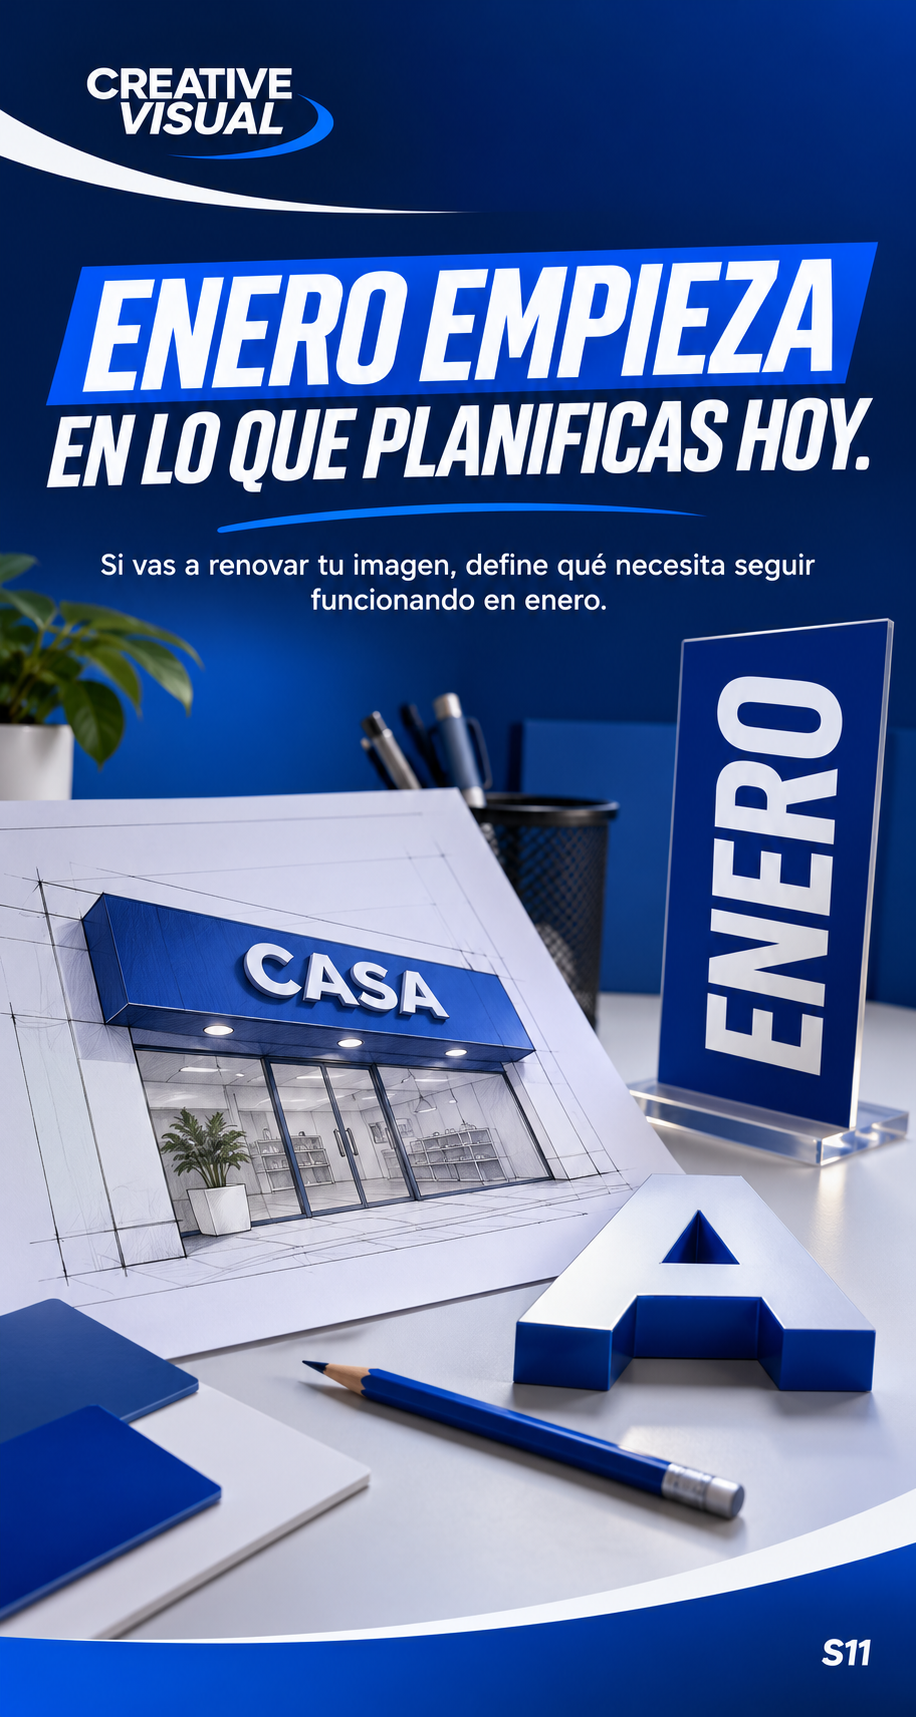 CREATIVE
VISUAL
ENERO EMPIEZA
EN LO QUE PLANIFICAS HOY.
Si vas a renovar tu imagen, define qué necesita seguir
funcionando en enero.
ENERO
CASA
A
S11